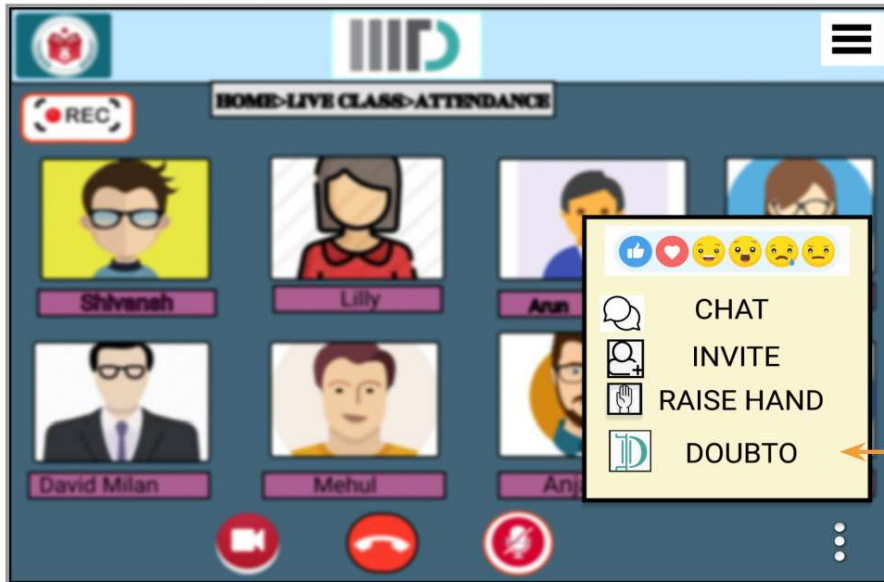 HOME>LIVE CLASS>ATTENDANCE
REC
Shivansh
Lilly
Arun
David Milan
Mehul
CHAT
INVITE
RAISE HAND
DOUBTO